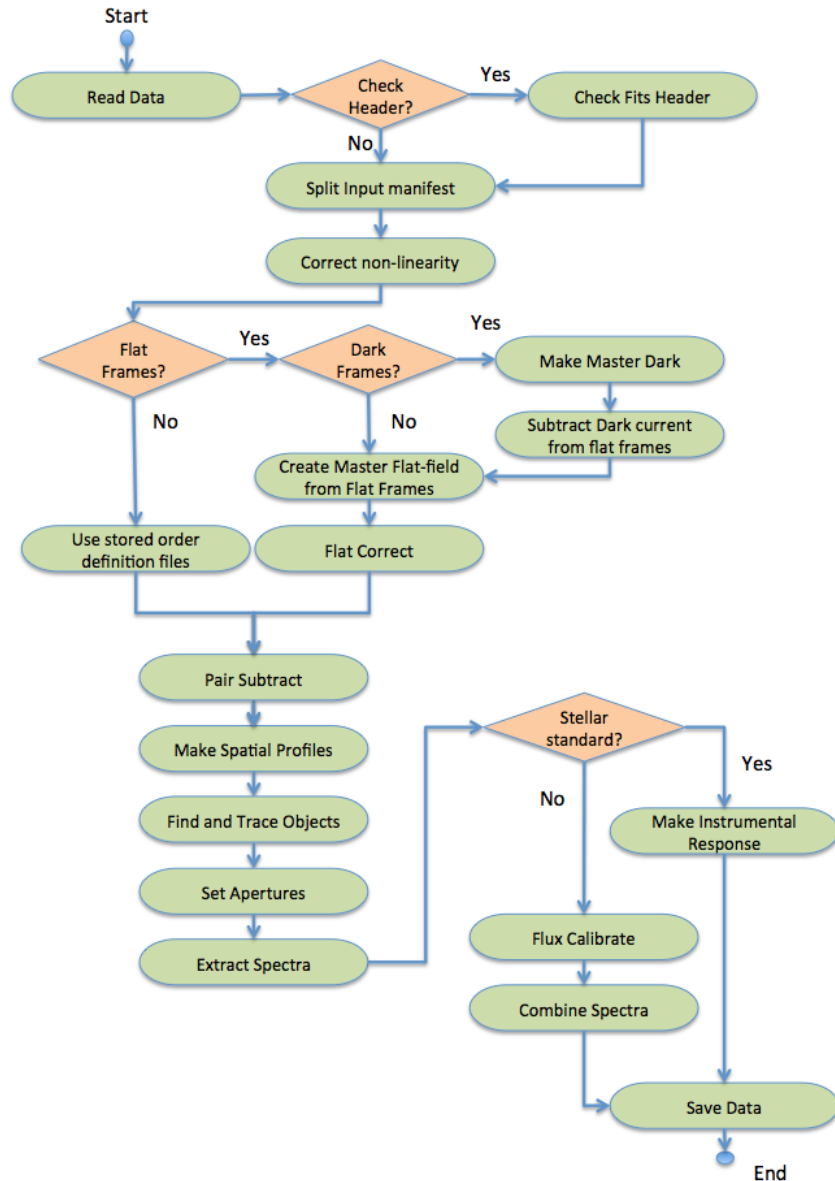 Start
Read Data
Check
Header?
Yes
Check Fits Header
No
Split Input manifest
Correct non-linearity
Flat
Frames?
Yes
Dark
Frames?
Yes
Make Master Dark
No
No
Subtract Dark current
from flat frames
Create Master Flat-field
from Flat Frames
Use stored order
definition files
Flat Correct
Pair Subtract
Make Spatial Profiles
Find and Trace Objects
Set Apertures
Extract Spectra
Stellar
standard?
Yes
No
Make Instrumental
Response
Flux Calibrate
Combine Spectra
Save Data
End